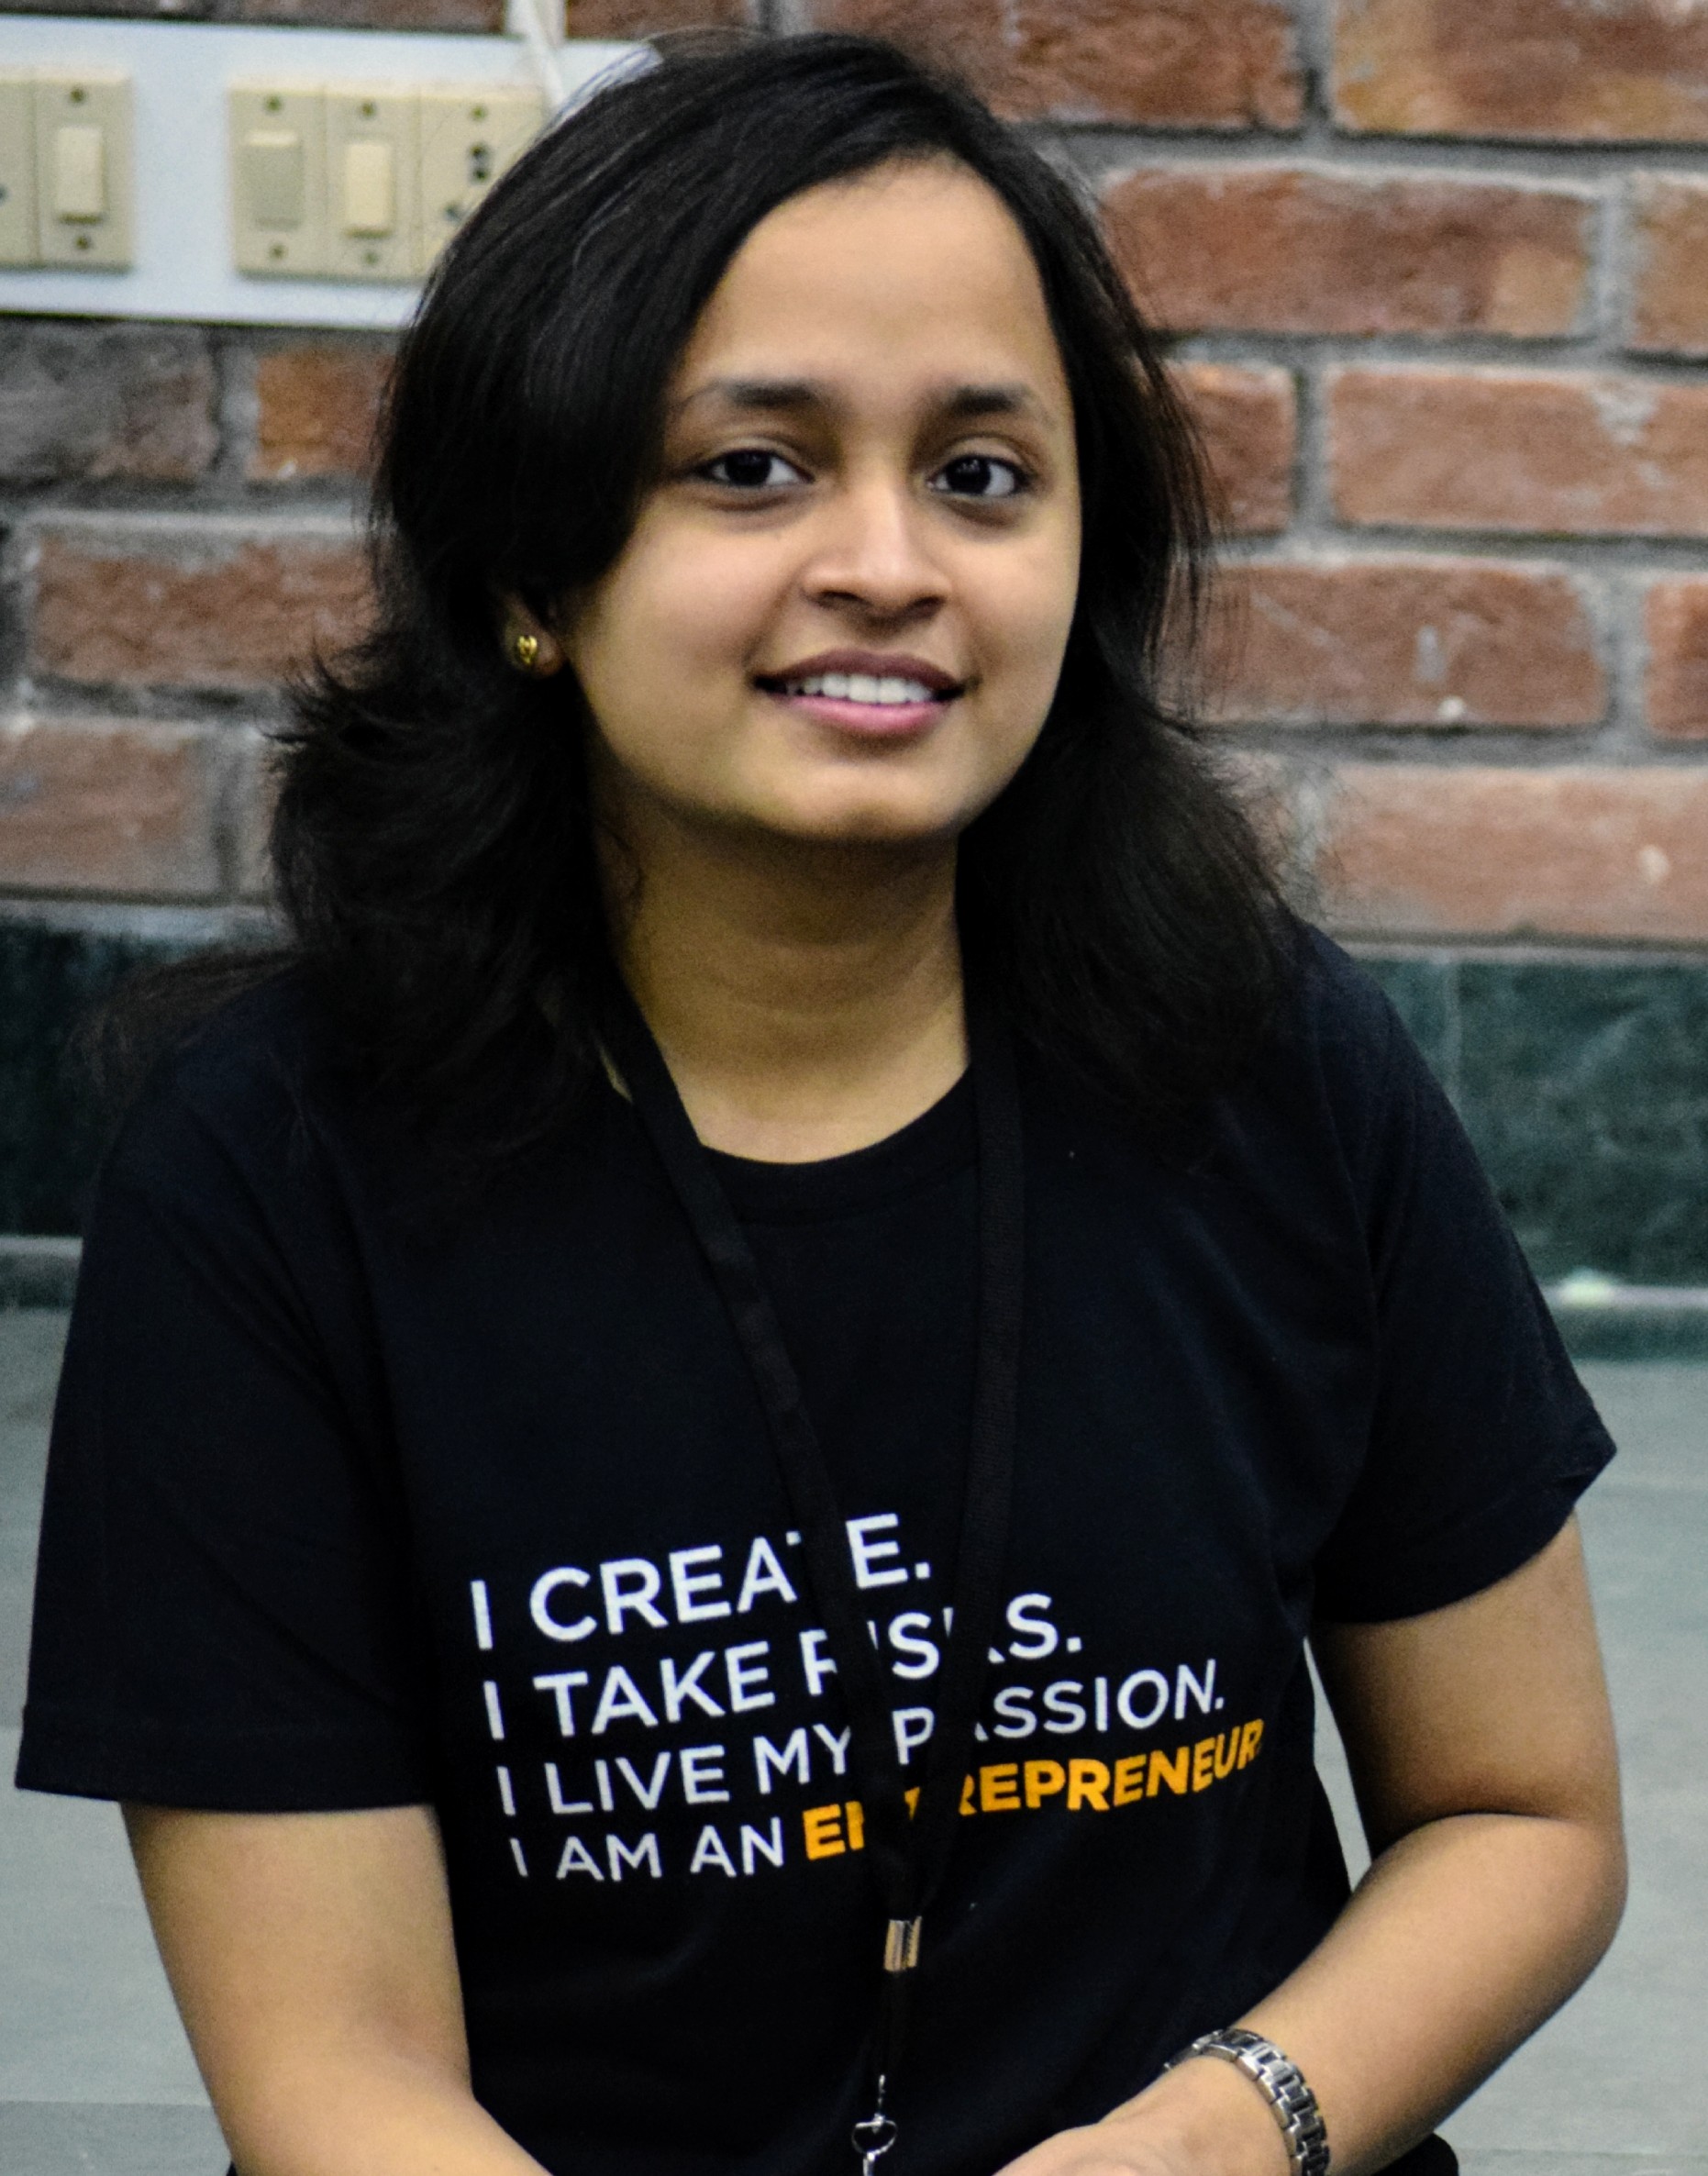 I CREATE.
I TAKE RISKS.
I LIVE MY PASSION.
I AM AN ENTREPRENEUR.